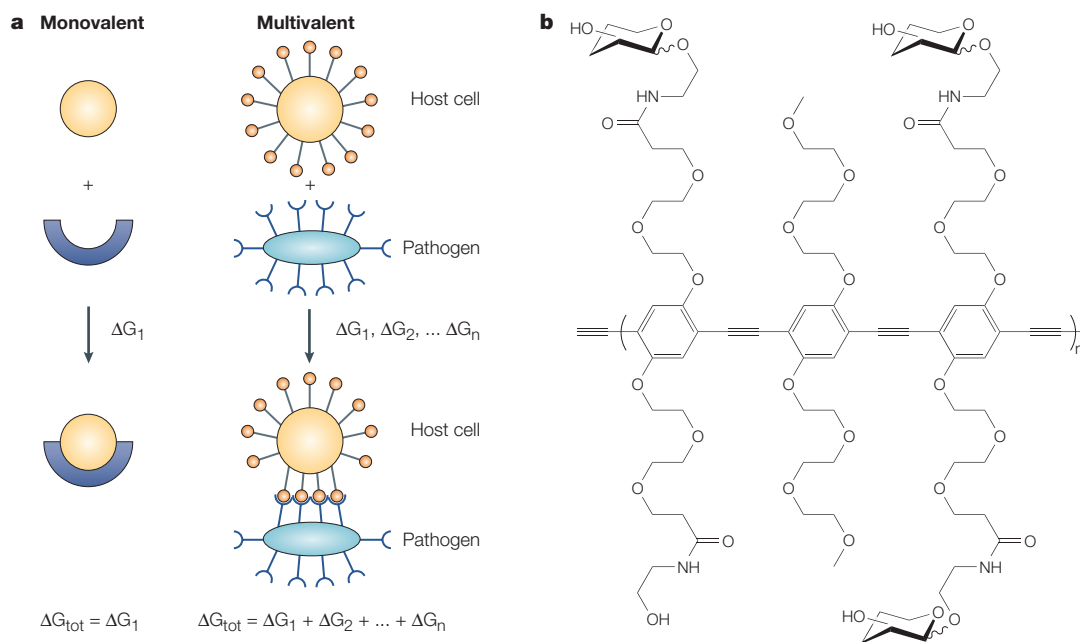 a Monovalent Multivalent
Host cell
+ +
Pathogen
ΔG1 ΔG1, ΔG2, ... ΔGn
Host cell
Pathogen
ΔGtot = ΔG1 ΔGtot = ΔG1 + ΔG2 + ... + ΔGn
b
HO O HO O
O O
HN O HN
O O
O O O
O O O
O O O
n
O O O
O O O
O O O
O O O
NH NH
OH HO O
O